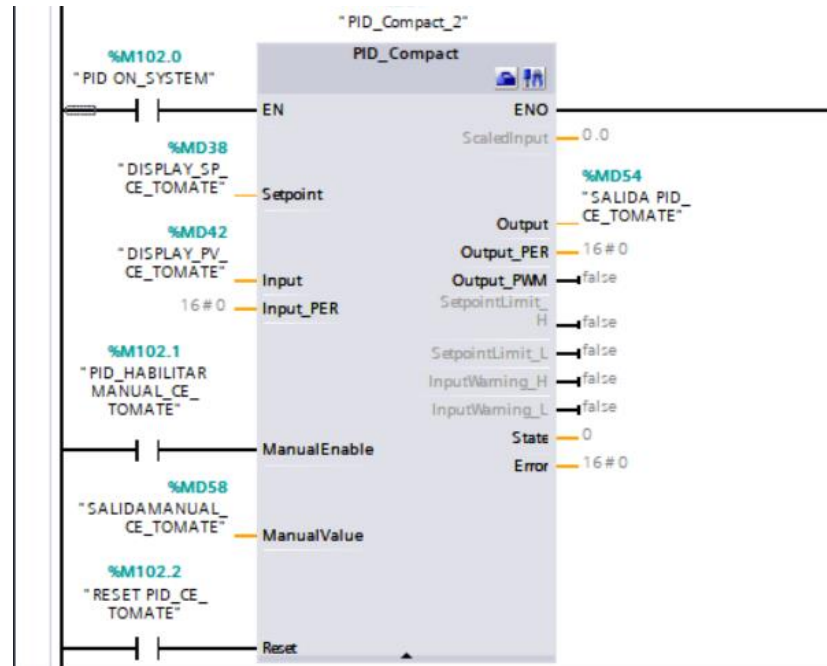 "PID_Compact_2"
%M102.0
"PID ON_SYSTEM"
PID_Compact
EN
ENO
ScaledInput
0.0
%MD38
"DISPLAY_SP_
CE_TOMATE"
Setpoint
%MD54
"SALIDA PID_
CE_TOMATE"
Output
%MD42
"DISPLAY_PV_
CE_TOMATE"
Input
Output_PER
16#0
Output_PWM
false
16#0
Input_PER
SetpointLimit_
H
false
%M102.1
"PID_HABILITAR
MANUAL_CE_
TOMATE"
ManualEnable
SetpointLimit_L
false
InputWarning_H
false
InputWarning_L
false
State
0
Error
16#0
%MD58
"SALIDAMANUAL_
CE_TOMATE"
ManualValue
%M102.2
"RESET PID_CE_
TOMATE"
Reset